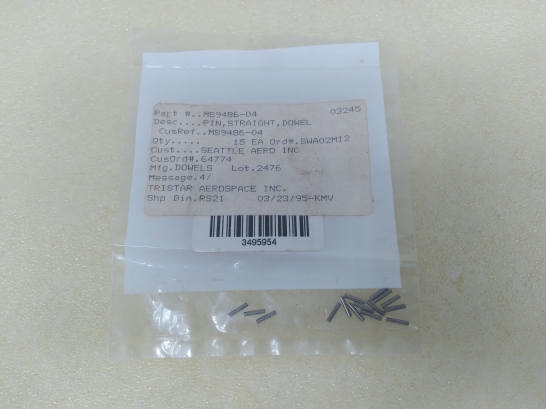 Part #..MS9486-04 03245
Desc....PIN,STRAIGHT,DOWEL
CusRef..MS9486-04
Qty..... 15 EA Ord#.SWA02M12
Cust....SEATTLE AERO INC
CusOrd#.64774
Mfg.DOWELS Lot.2476
Message.4/
TRISTAR AEROSPACE INC.
Shp Bin.RS21 03/23/95-KMV
3495954